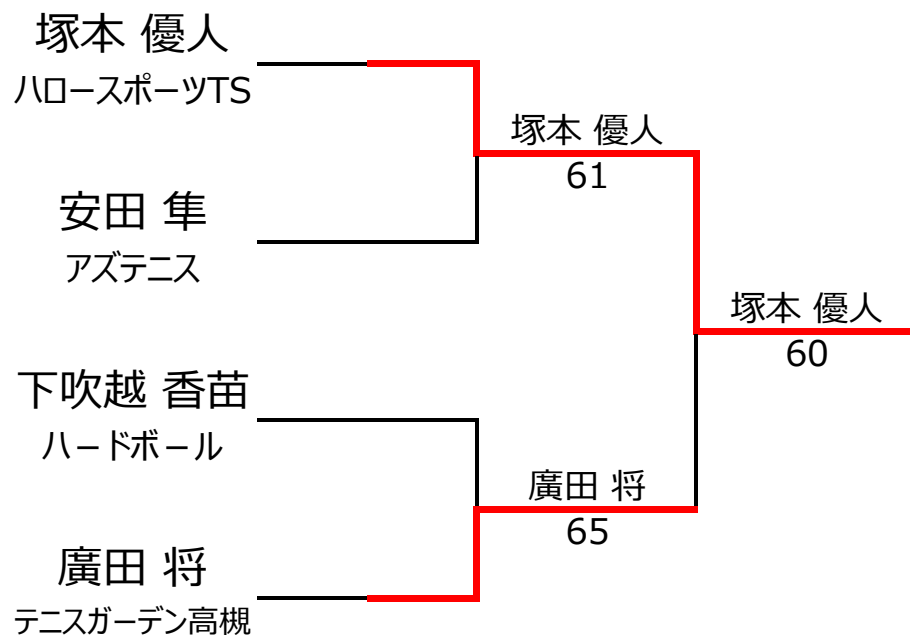 塚本 優人
ハロースポーツTS
塚本 優人
61
安田 隼
アズテニス
塚本 優人
60
下吹越 香苗
ハードボール
廣田 将
65
廣田 将
テニスガーデン高槻